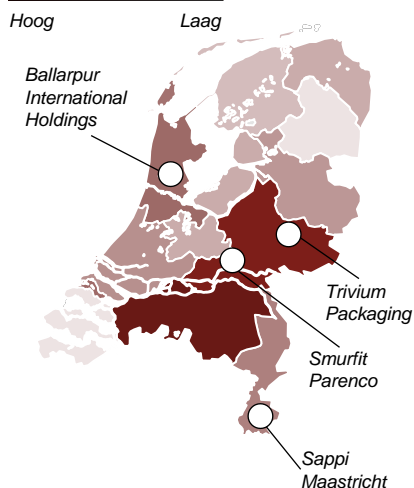 Hoog Laag
Ballarpur
International
Holdings
Trivium
Packaging
Smurfit
Parenco
Sappi
Maastricht